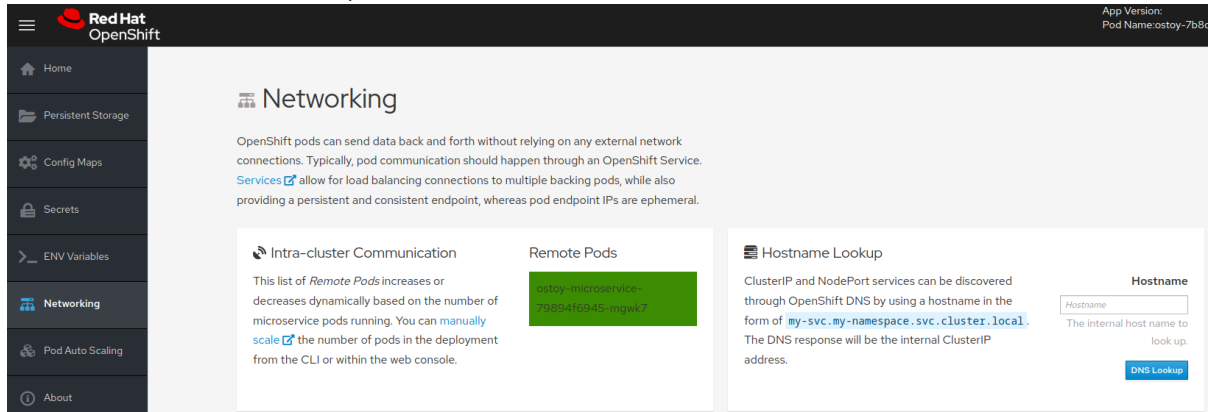 Red Hat
OpenShift
App Version:
Pod Name:ostoy-7b8c
Home
Persistent Storage
Config Maps
Secrets
ENV Variables
Networking
Pod Auto Scaling
About
Networking
OpenShift pods can send data back and forth without relying on any external network
connections. Typically, pod communication should happen through an OpenShift Service.
Services allow for load balancing connections to multiple backing pods, while also
providing a persistent and consistent endpoint, whereas pod endpoint IPs are ephemeral.
Intra-cluster Communication
This list of Remote Pods increases or
decreases dynamically based on the number of
microservice pods running. You can manually
scale the number of pods in the deployment
from the CLI or within the web console.
Remote Pods
ostoy-microservice-
79894f6945-mgwk7
Hostname Lookup
ClusterIP and NodePort services can be discovered
through OpenShift DNS by using a hostname in the
form of my-svc.my-namespace.svc.cluster.local.
The DNS response will be the internal ClusterIP
address.
Hostname
Hostname
The internal host name to
look up.
DNS Lookup